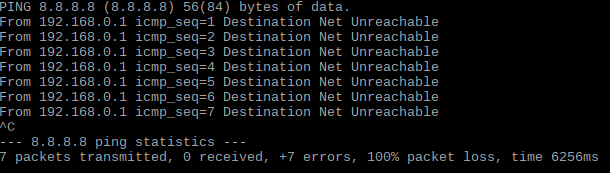 PING 8.8.8.8 (8.8.8.8) 56(84) bytes of data.
From 192.168.0.1 icmp_seq=1 Destination Net Unreachable
From 192.168.0.1 icmp_seq=2 Destination Net Unreachable
From 192.168.0.1 icmp_seq=3 Destination Net Unreachable
From 192.168.0.1 icmp_seq=4 Destination Net Unreachable
From 192.168.0.1 icmp_seq=5 Destination Net Unreachable
From 192.168.0.1 icmp_seq=6 Destination Net Unreachable
From 192.168.0.1 icmp_seq=7 Destination Net Unreachable
^C
--- 8.8.8.8 ping statistics ---
7 packets transmitted, 0 received, +7 errors, 100% packet loss, time 6256ms